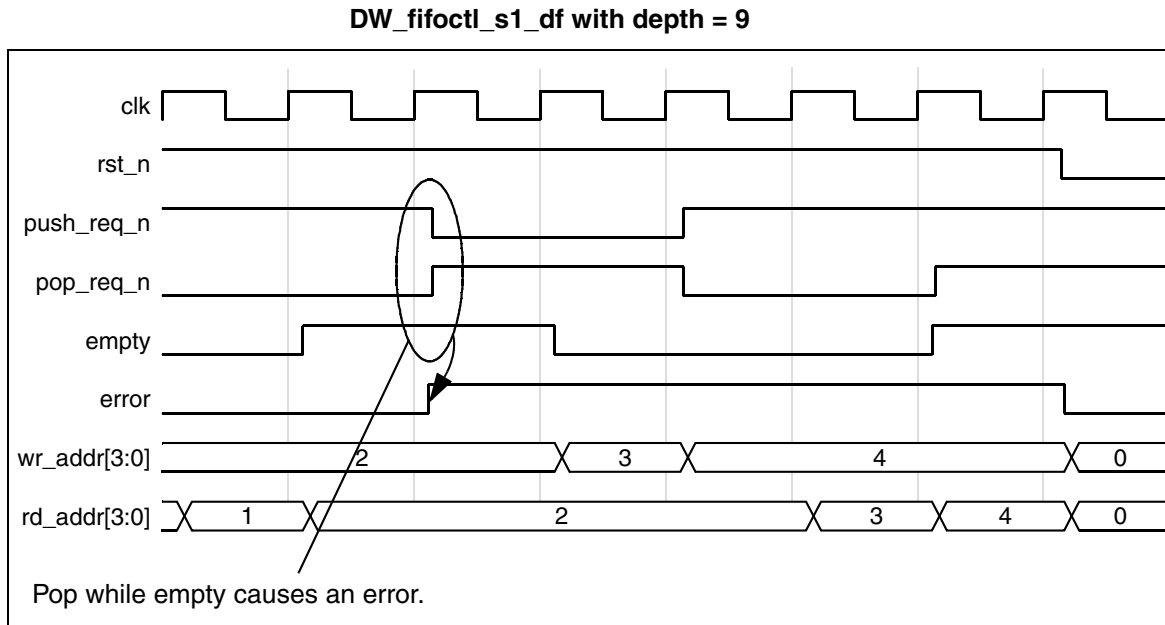 DW_fifoctl_s1_df with depth = 9
clk
rst_n
push_req_n
pop_req_n
empty
error
wr_addr[3:0] 2 3 4 0
rd_addr[3:0] 1 2 3 4 0
Pop while empty causes an error.